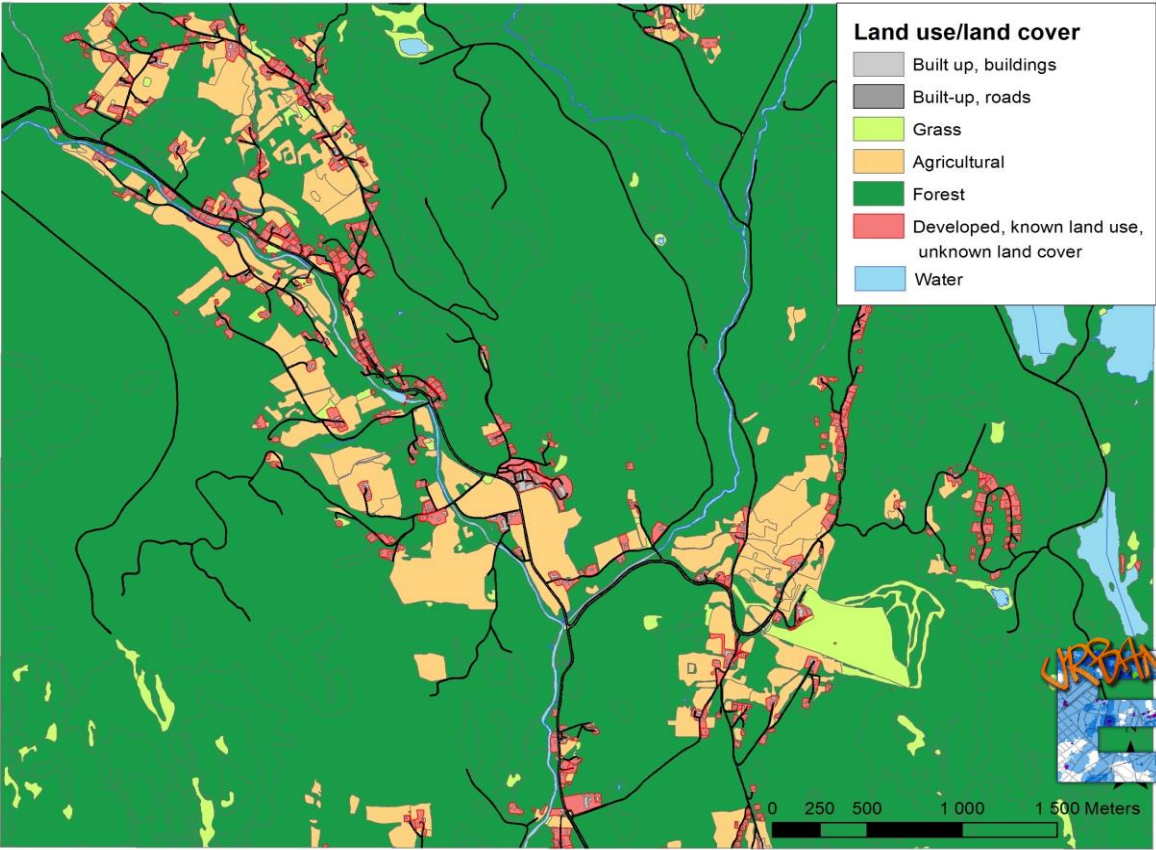 Land use/land cover
Built up, buildings
Built-up, roads
Grass
Agricultural
Forest
Developed, known land use,
unknown land cover
Water
URBAN
N
0 250 500 1 000 1 500 Meters